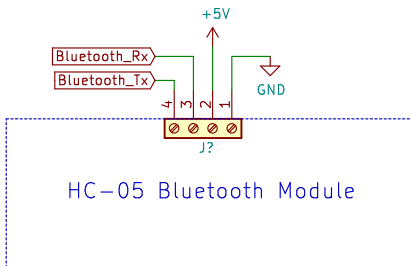 +5V
Bluetooth_Rx
Bluetooth_Tx
GND
4 3 2 1
J?
HC-05 Bluetooth Module